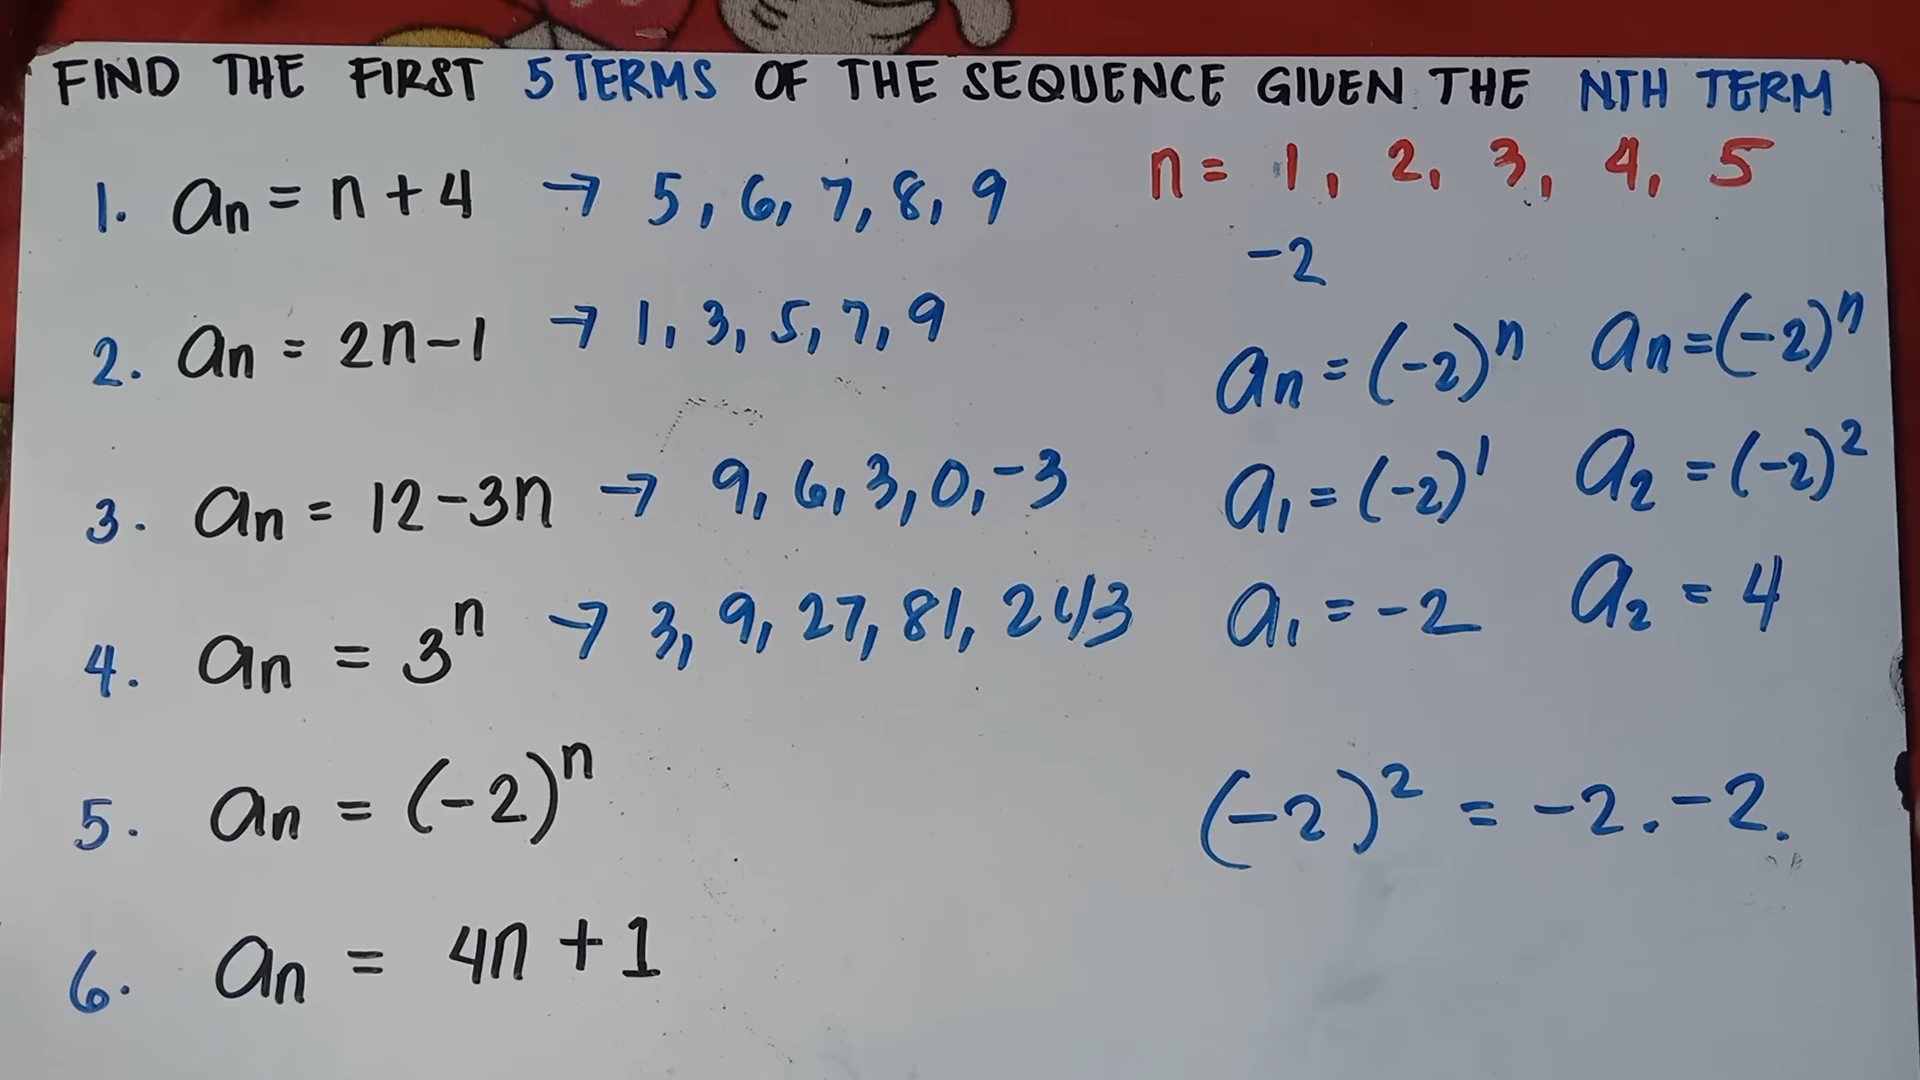 FIND THE FIRST 5 TERMS OF THE SEQUENCE GIVEN THE NTH TERM
n = 1, 2, 3, 4, 5
1. an = n + 4 → 5, 6, 7, 8, 9
-2
2. an = 2n - 1 → 1, 3, 5, 7, 9
an = (-2)^n an = (-2)^n
3. an = 12 - 3n → 9, 6, 3, 0, -3
a1 = (-2)^1 a2 = (-2)^2
4. an = 3^n → 3, 9, 27, 81, 243
a1 = -2 a2 = 4
5. an = (-2)^n
(-2)^2 = -2 . -2 .
6. an = 4n + 1